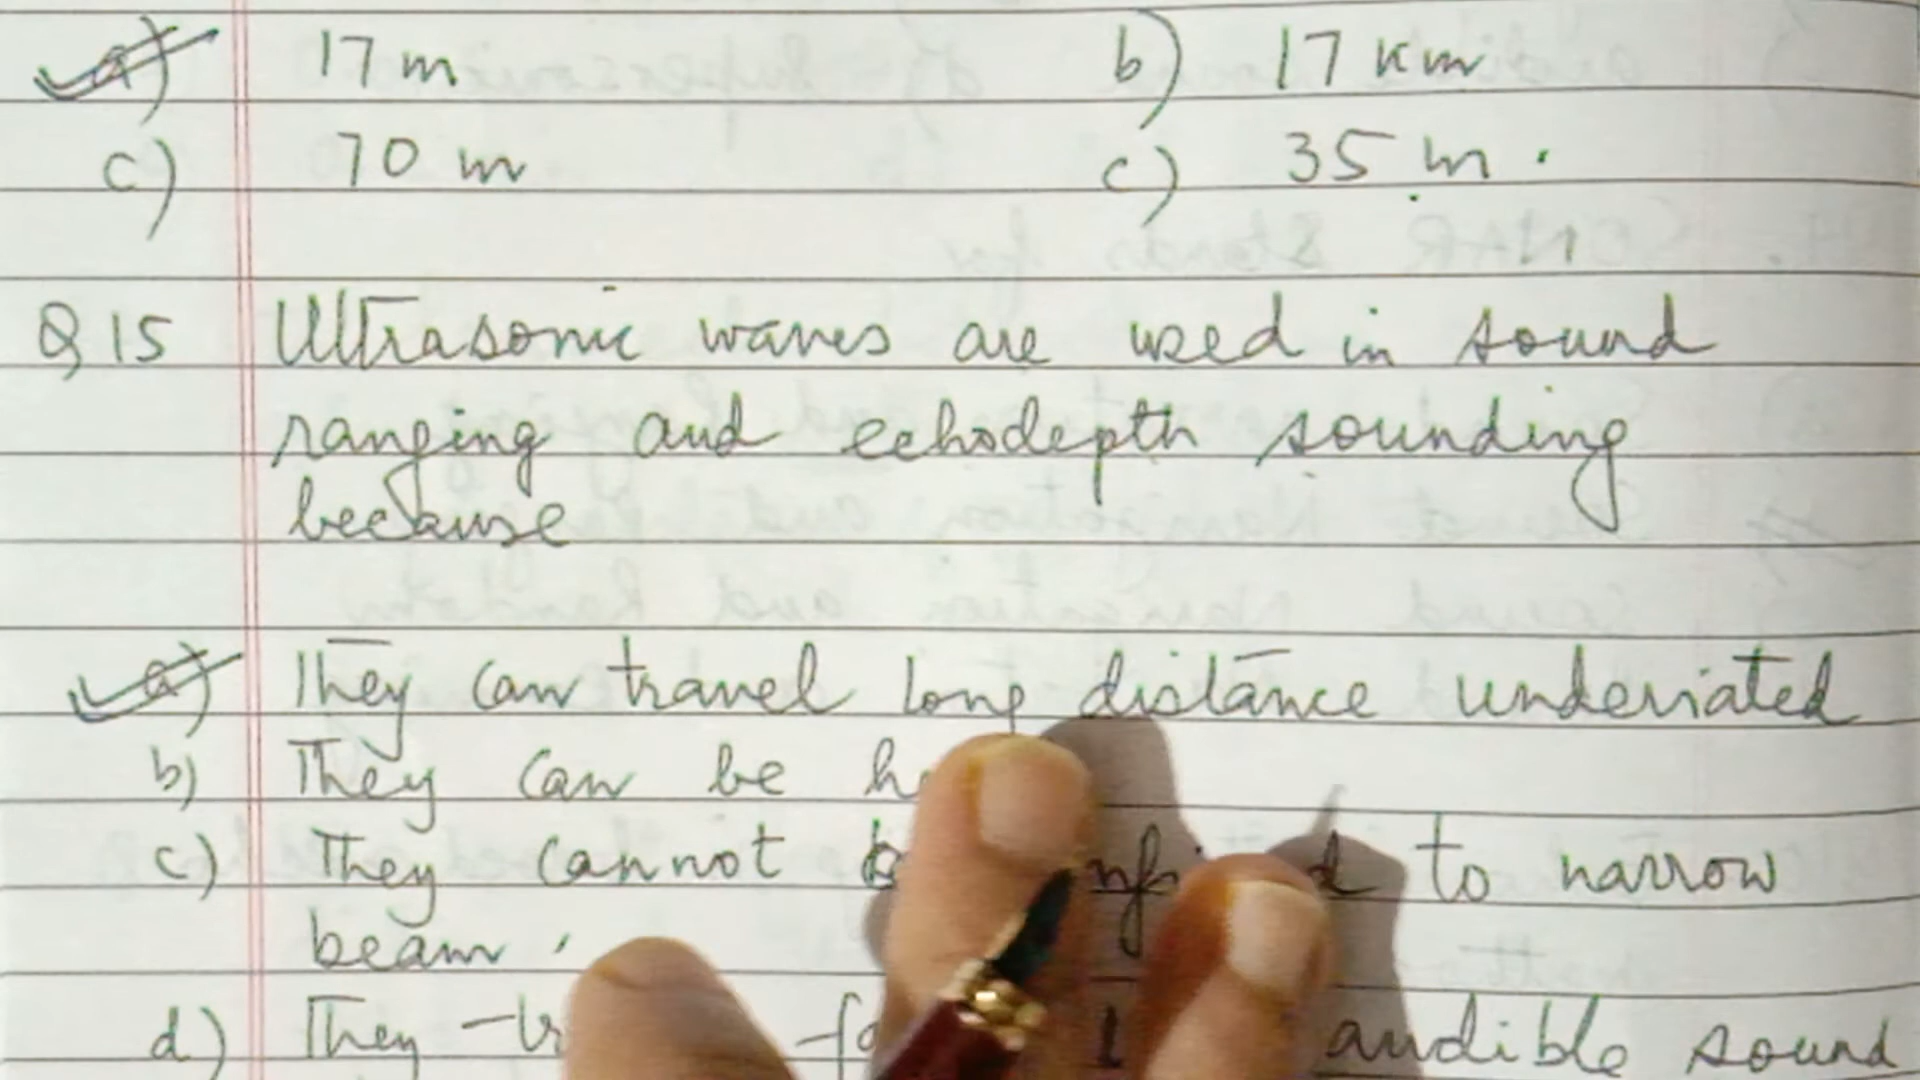 a) 17 m b) 17 km
c) 70 m c) 35 m.
Q 15 Ultrasonic waves are used in sound
ranging and echodepth sounding
because
a) They can travel long distance undeviated
b) They can be
c) They cannot to narrow
beam.
d) They audible sound